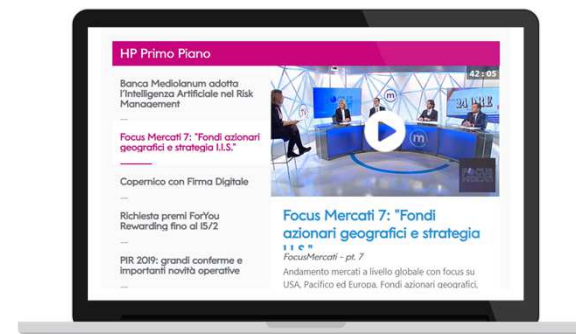 HP Primo Piano
Banca Mediolanum adotta
l'Intelligenza Artificiale nel Risk
Management
Focus Mercati 7: "Fondi azionari
geografici e strategia I.I.S."
Copernico con Firma Digitale
Richiesta premi ForYou
Rewarding fino al 15/2
PIR 2019: grandi conferme e
importanti novità operative
42:05
24 ORE
m
m
FOCUS
MERCATI
Focus Mercati 7: "Fondi
azionari geografici e strategia
I.I.S."
FocusMercati - pt. 7
Andamento mercati a livello globale con focus su
USA, Pacifico ed Europa. Fondi azionari geografici,